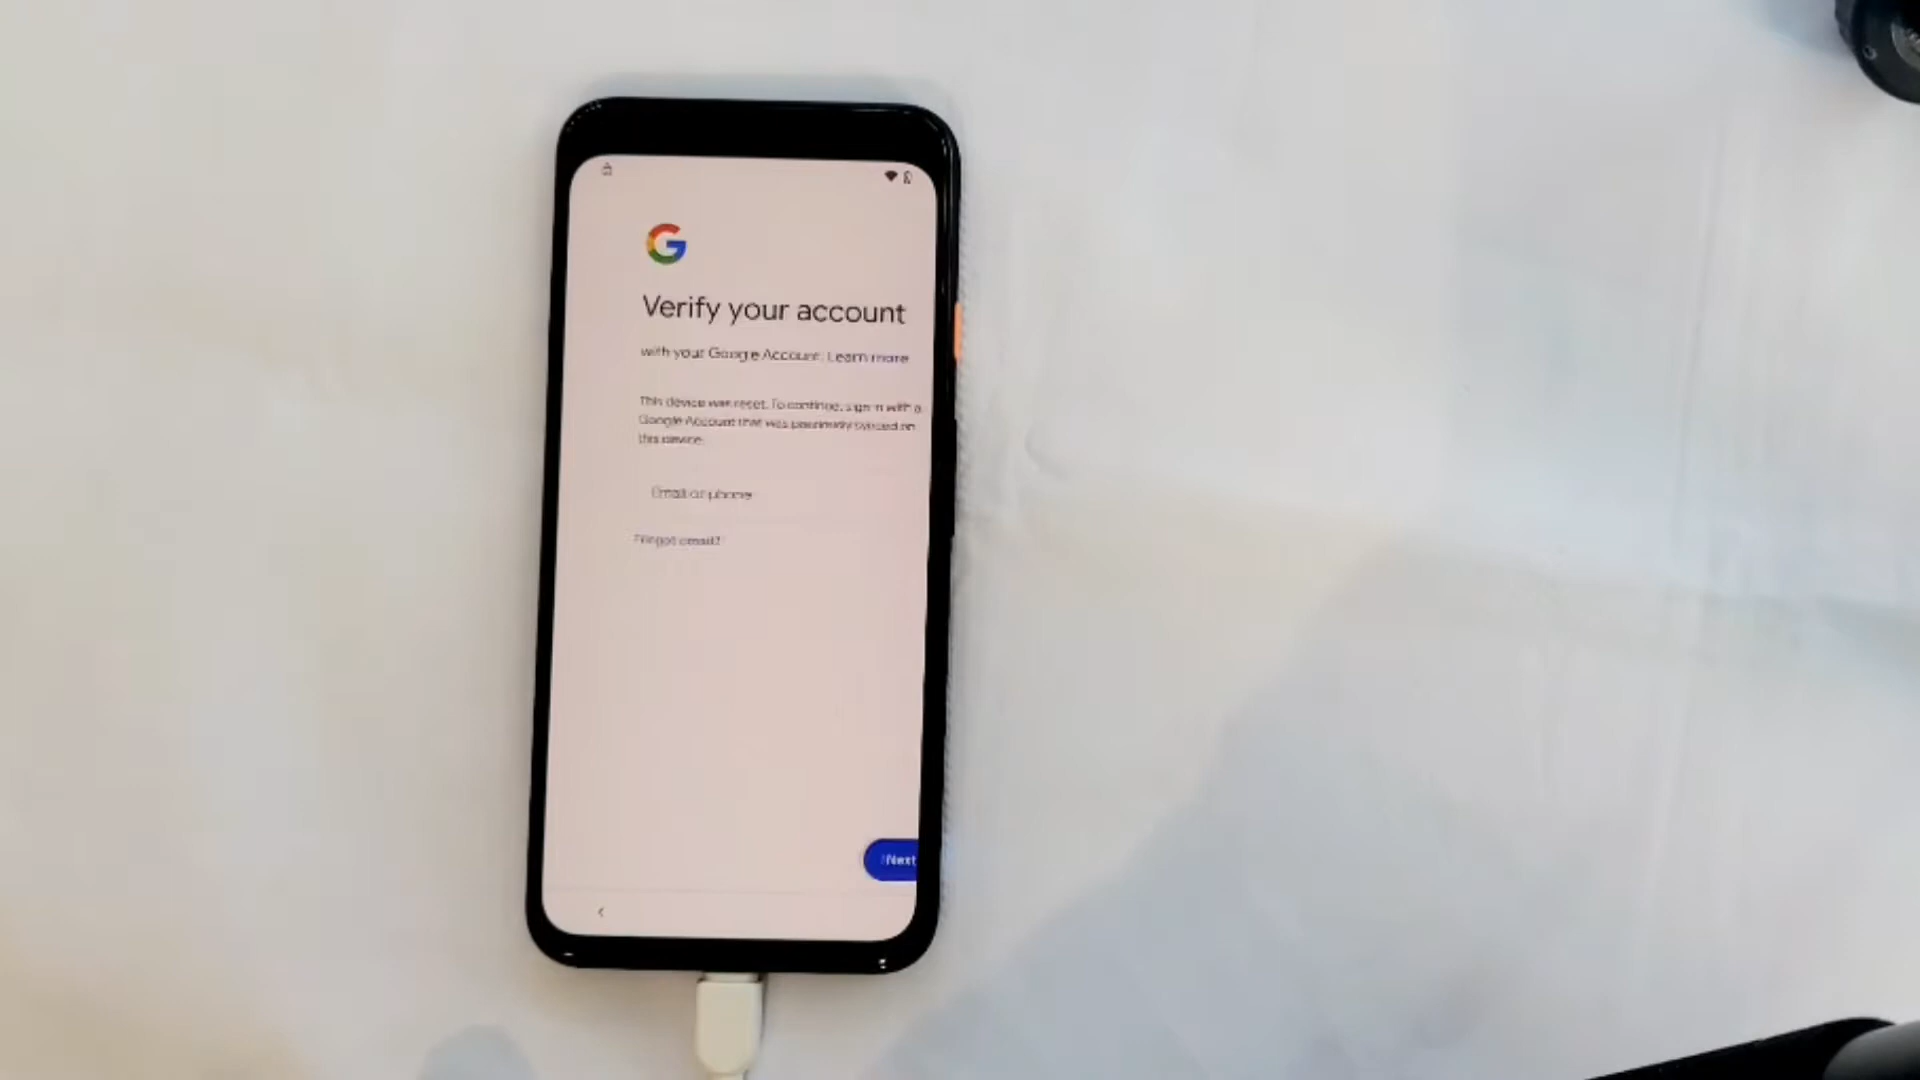 G
Verify your account
with your Google Account. Learn more
This device was reset. To continue, sign in with a
Google Account that was previously synced on
this device.
Email or phone
Forgot email?
Next